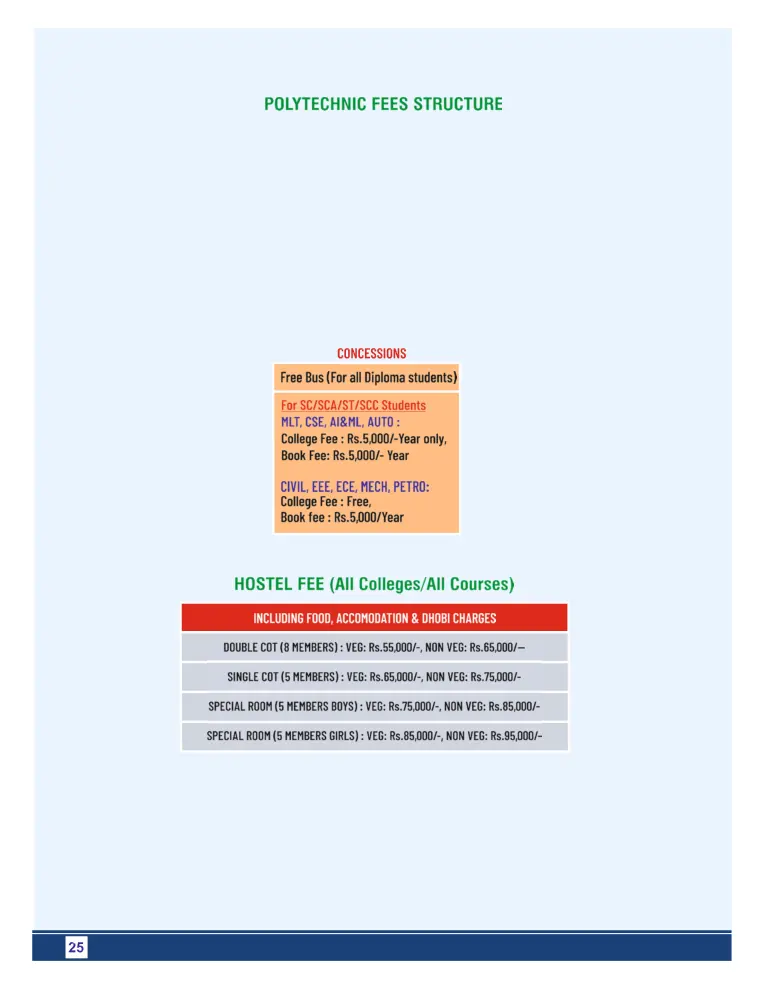 POLYTECHNIC FEES STRUCTURE
CONCESSIONS
Free Bus (For all Diploma students)
For SC/SCA/ST/SCC Students
MLT, CSE, AI&ML, AUTO :
College Fee : Rs.5,000/-Year only,
Book Fee: Rs.5,000/- Year
CIVIL, EEE, ECE, MECH, PETRO:
College Fee : Free,
Book fee : Rs.5,000/Year
HOSTEL FEE (All Colleges/All Courses)
INCLUDING FOOD, ACCOMODATION & DHOBI CHARGES
DOUBLE COT (8 MEMBERS) : VEG: Rs.55,000/-, NON VEG: Rs.65,000/—
SINGLE COT (5 MEMBERS) : VEG: Rs.65,000/-, NON VEG: Rs.75,000/-
SPECIAL ROOM (5 MEMBERS BOYS) : VEG: Rs.75,000/-, NON VEG: Rs.85,000/-
SPECIAL ROOM (5 MEMBERS GIRLS) : VEG: Rs.85,000/-, NON VEG: Rs.95,000/-
25